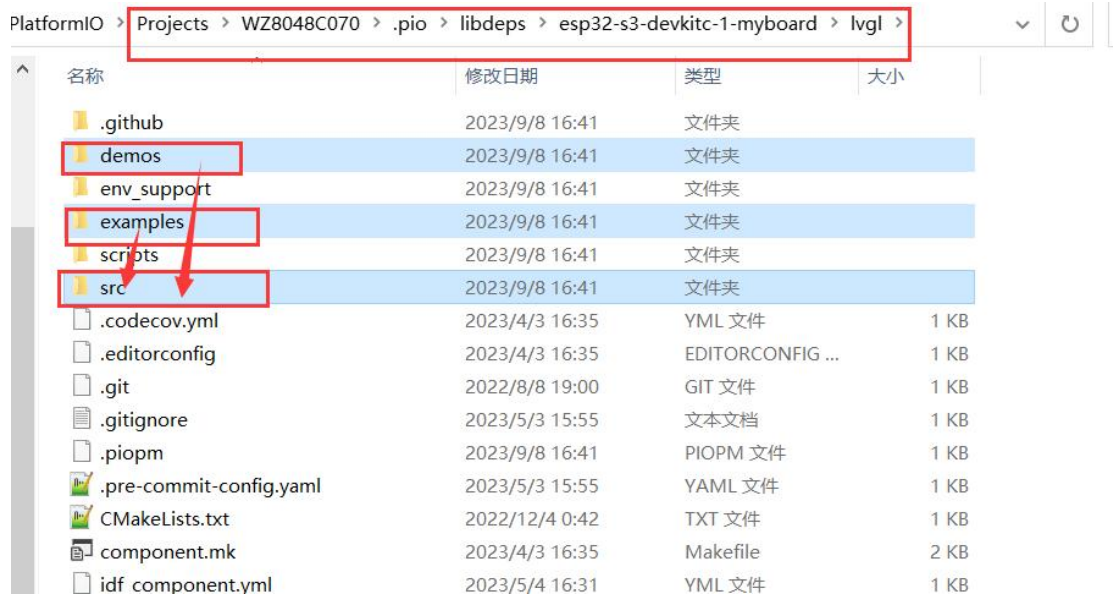 PlatformIO > Projects > WZ8048C070 > .pio > libdeps > esp32-s3-devkitc-1-myboard > lvgl >
名称 修改日期 类型 大小
.github 2023/9/8 16:41 文件夹
demos 2023/9/8 16:41 文件夹
env_support 2023/9/8 16:41 文件夹
examples 2023/9/8 16:41 文件夹
scripts 2023/9/8 16:41 文件夹
src 2023/9/8 16:41 文件夹
.codecov.yml 2023/4/3 16:35 YML 文件 1 KB
.editorconfig 2023/4/3 16:35 EDITORCONFIG ... 1 KB
.git 2022/8/8 19:00 GIT 文件 1 KB
.gitignore 2023/5/3 15:55 文本文档 1 KB
.piopm 2023/9/8 16:41 PIOPM 文件 1 KB
.pre-commit-config.yaml 2023/5/3 15:55 YAML 文件 1 KB
CMakeLists.txt 2022/12/4 0:42 TXT 文件 1 KB
component.mk 2023/4/3 16:35 Makefile 2 KB
idf_component.yml 2023/5/4 16:31 YML 文件 1 KB